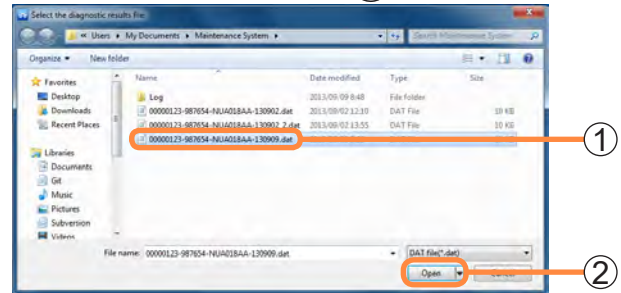 Select the diagnostic results file
« Users ▸ My Documents ▸ Maintenance System ▸
Search Maintenance System
Organize ▾ New folder
Name Date modified Type Size
Favorites
Desktop
Downloads
Recent Places
Libraries
Documents
Git
Music
Pictures
Subversion
Videos
Log 2013/09/09 8:48 File folder
00000123-987654-NUA018AA-130902.dat 2013/09/02 12:10 DAT File 10 KB
00000123-987654-NUA018AA-130902_2.dat 2013/09/02 13:55 DAT File 10 KB
00000123-987654-NUA018AA-130909.dat
1
File name: 00000123-987654-NUA018AA-130909.dat DAT file(*.dat)
Open
2